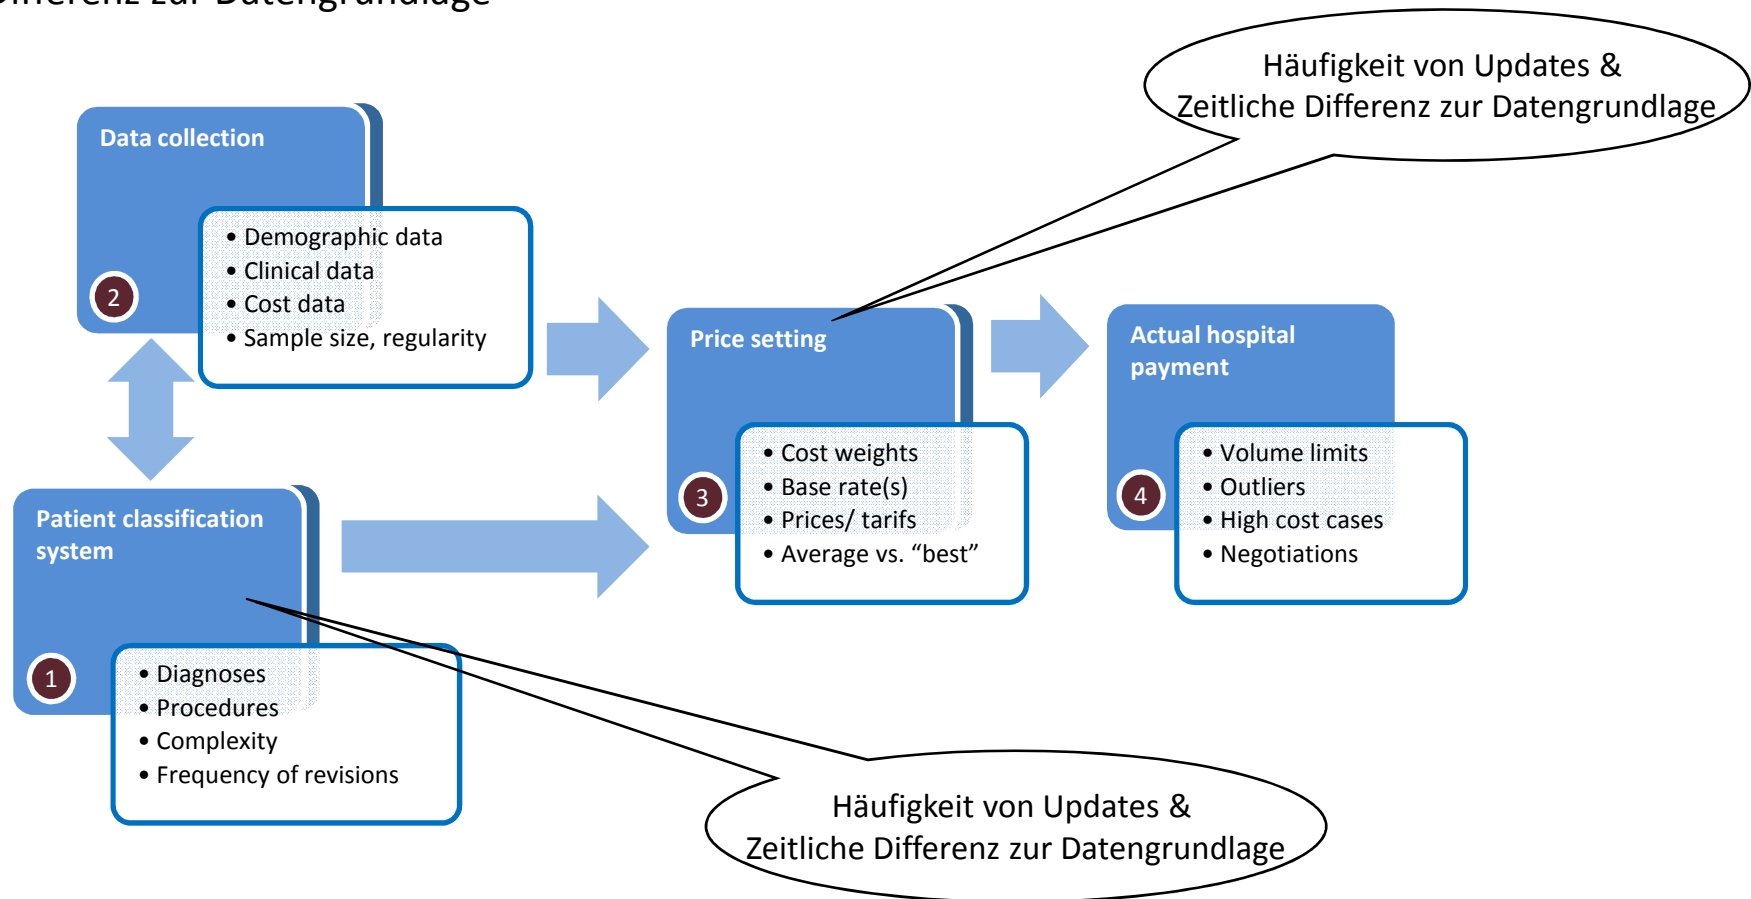 Differenz zur Datengrundlage
Häufigkeit von Updates &
Zeitliche Differenz zur Datengrundlage
Data collection
• Demographic data
• Clinical data
• Cost data
• Sample size, regularity
2
Price setting
• Cost weights
• Base rate(s)
• Prices/ tarifs
• Average vs. “best”
3
Actual hospital
payment
• Volume limits
• Outliers
• High cost cases
• Negotiations
4
Patient classification
system
• Diagnoses
• Procedures
• Complexity
• Frequency of revisions
1
Häufigkeit von Updates &
Zeitliche Differenz zur Datengrundlage